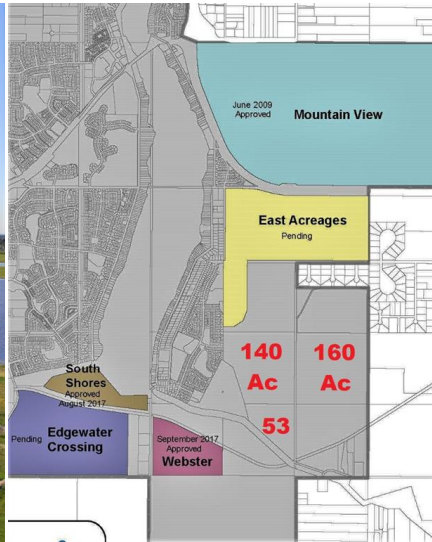 June 2009
Approved
Mountain View
East Acreages
Pending
140
Ac
160
Ac
53
South
Shores
Approved
August 2017
Pending
Edgewater
Crossing
September 2017
Approved
Webster